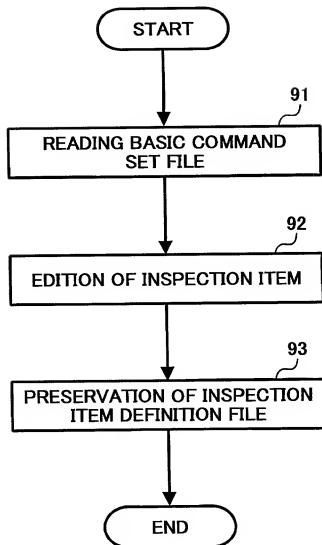 START
91
READING BASIC COMMAND
SET FILE
92
EDITION OF INSPECTION ITEM
93
PRESERVATION OF INSPECTION
ITEM DEFINITION FILE
END